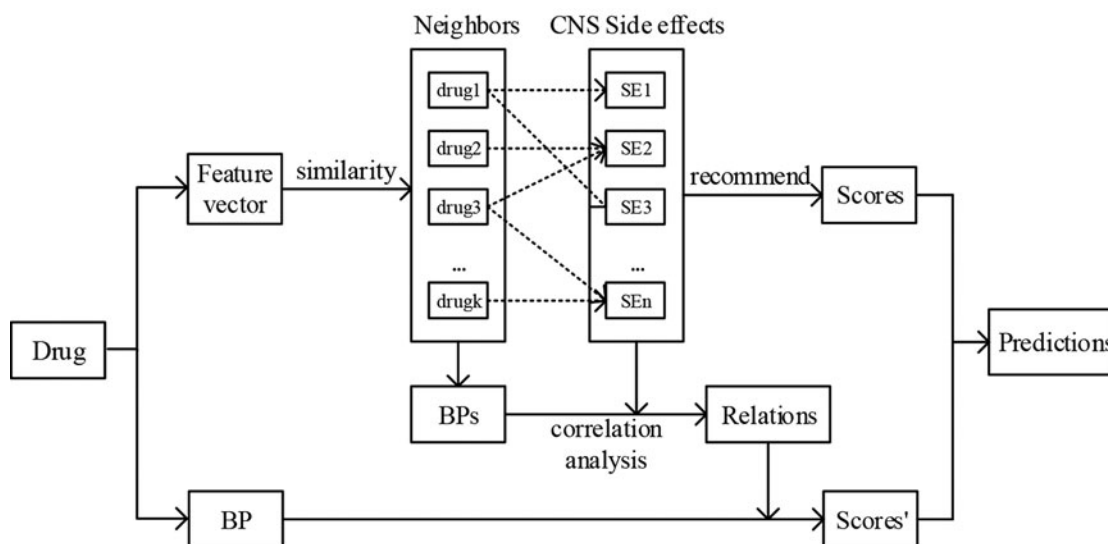 Neighbors
CNS Side effects
drug1
SE1
drug2
SE2
Feature
vector
similarity
drug3
SE3
recommend
Scores
...
...
drugk
SEn
Drug
Predictions
BPs
correlation
analysis
Relations
BP
Scores'